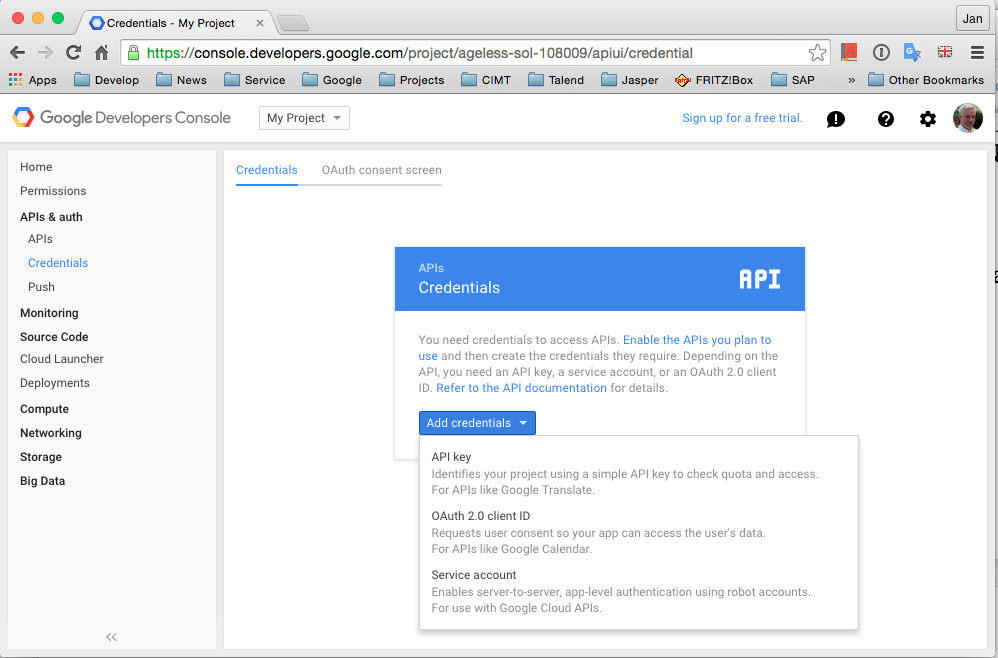 Credentials - My Project
Jan
https://console.developers.google.com/project/ageless-sol-108009/apiui/credential
Apps Develop News Service Google Projects CIMT Talend Jasper FRITZ!Box SAP » Other Bookmarks
Google Developers Console My Project Sign up for a free trial.
Home
Permissions
APIs & auth
APIs
Credentials
Push
Monitoring
Source Code
Cloud Launcher
Deployments
Compute
Networking
Storage
Big Data
Credentials OAuth consent screen
APIs
Credentials
API
You need credentials to access APIs. Enable the APIs you plan to
use and then create the credentials they require. Depending on the
API, you need an API key, a service account, or an OAuth 2.0 client
ID. Refer to the API documentation for details.
Add credentials
API key
Identifies your project using a simple API key to check quota and access.
For APIs like Google Translate.
OAuth 2.0 client ID
Requests user consent so your app can access the user's data.
For APIs like Google Calendar.
Service account
Enables server-to-server, app-level authentication using robot accounts.
For use with Google Cloud APIs.